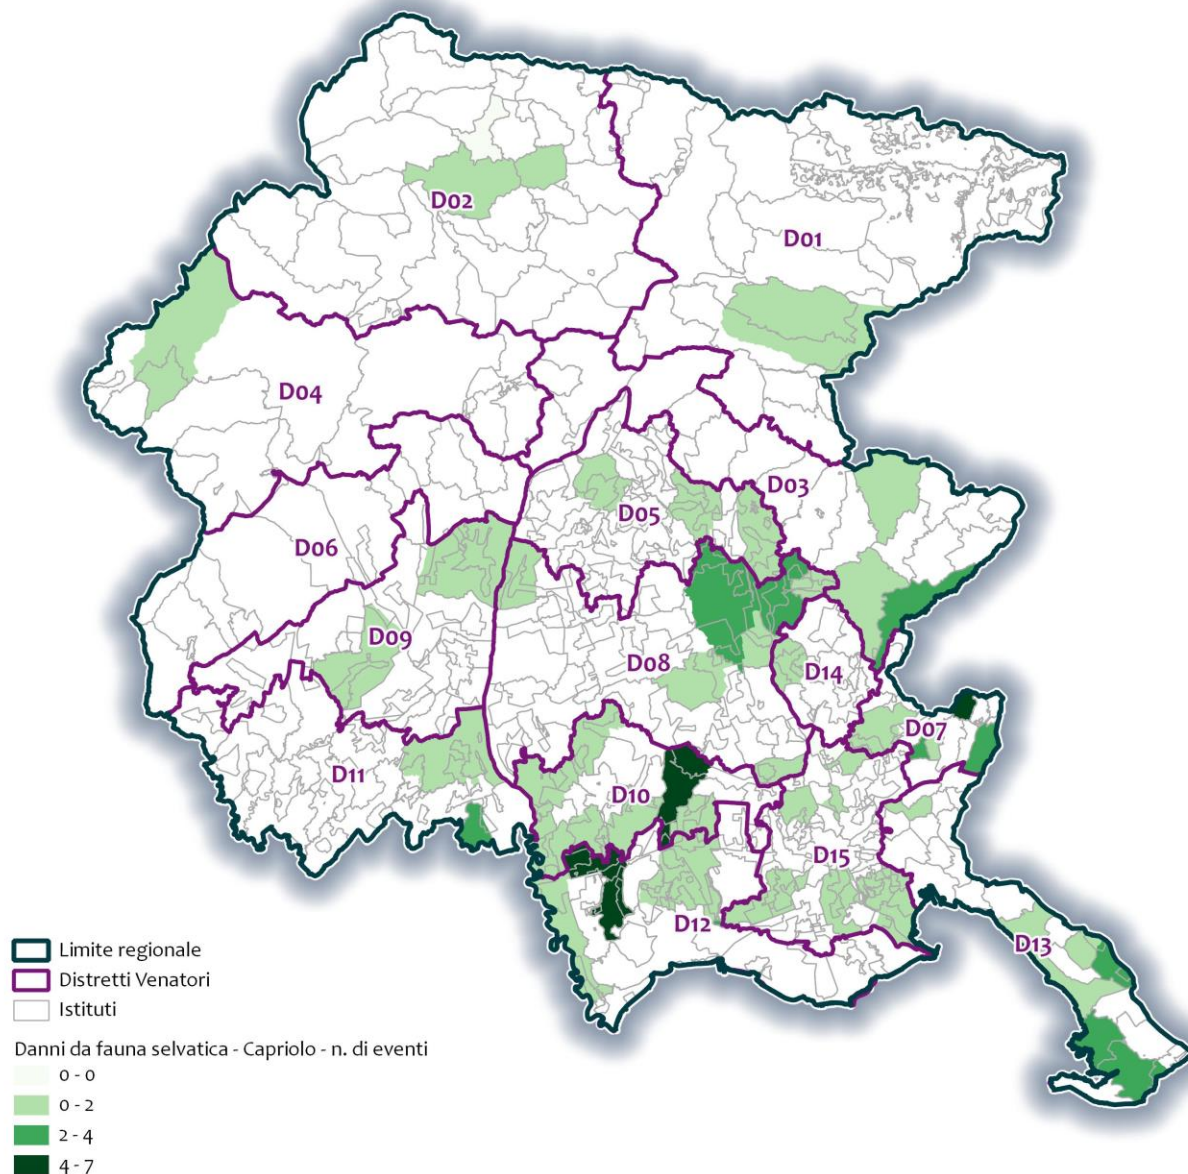 D02
D01
D04
D03
D05
D06
D09
D08
D14
D07
D11
D10
D15
D12
D13
Limite regionale
Distretti Venatori
Istituti
Danni da fauna selvatica - Capriolo - n. di eventi
0 - 0
0 - 2
2 - 4
4 - 7